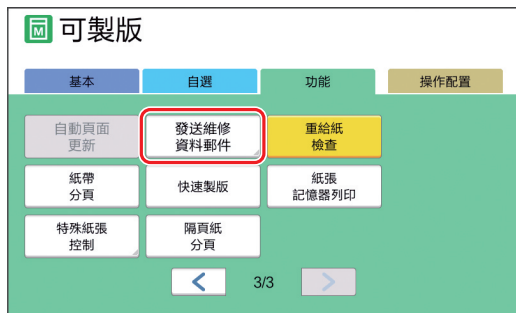 M 可製版
基本 自選 功能 操作配置
自動頁面 發送維修 重給紙
更新 資料郵件 檢查
紙帶 快速製版 紙張
分頁 記憶器列印
特殊紙張 隔頁紙
控制 分頁
3/3